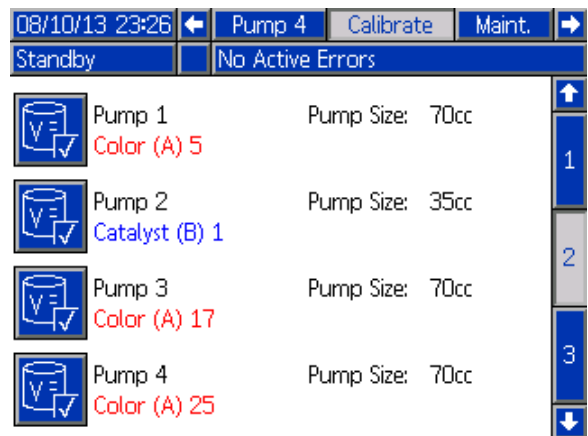 08/10/13 23:26 Pump 4 Calibrate Maint.
Standby No Active Errors
Pump 1 Pump Size: 70cc
Color (A) 5
1
Pump 2 Pump Size: 35cc
Catalyst (B) 1
2
Pump 3 Pump Size: 70cc
Color (A) 17
3
Pump 4 Pump Size: 70cc
Color (A) 25